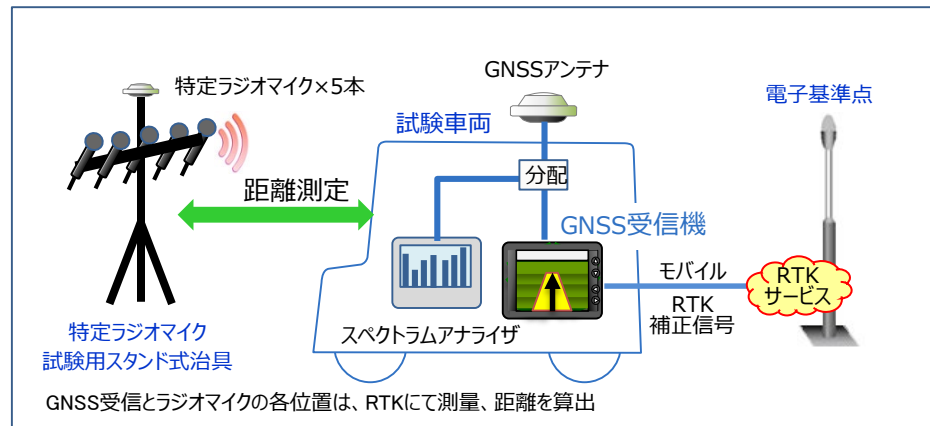 GNSSアンテナ
特定ラジオマイク×5本
電子基準点
試験車両
分配
距離測定
GNSS受信機
モバイル
RTK
サービス
RTK
補正信号
スペクトラムアナライザ
特定ラジオマイク
試験用スタンド式治具
GNSS受信とラジオマイクの各位置は、RTKにて測量、距離を算出